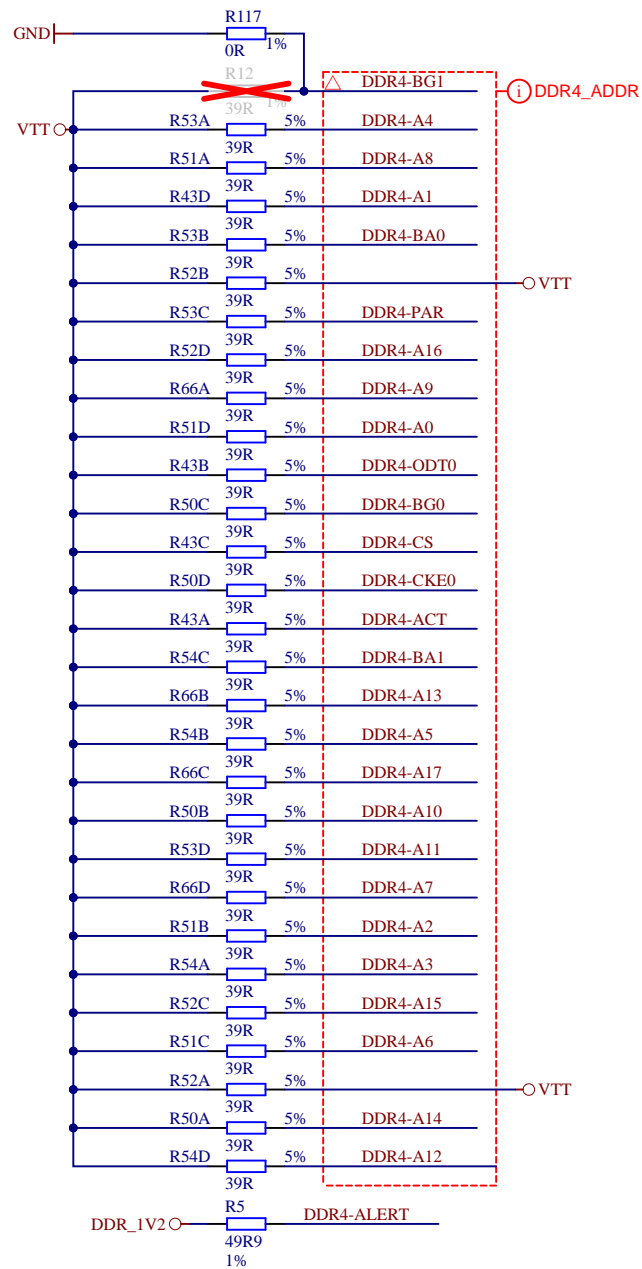 R117
GND
0R 1%
R12
DDR4-BG1
DDR4_ADDR
39R 1%
VTT R53A 5% DDR4-A4
39R
R51A 5% DDR4-A8
39R
R43D 5% DDR4-A1
39R
R53B 5% DDR4-BA0
39R
R52B 5% VTT
39R
R53C 5% DDR4-PAR
39R
R52D 5% DDR4-A16
39R
R66A 5% DDR4-A9
39R
R51D 5% DDR4-A0
39R
R43B 5% DDR4-ODT0
39R
R50C 5% DDR4-BG0
39R
R43C 5% DDR4-CS
39R
R50D 5% DDR4-CKE0
39R
R43A 5% DDR4-ACT
39R
R54C 5% DDR4-BA1
39R
R66B 5% DDR4-A13
39R
R54B 5% DDR4-A5
39R
R66C 5% DDR4-A17
39R
R50B 5% DDR4-A10
39R
R53D 5% DDR4-A11
39R
R66D 5% DDR4-A7
39R
R51B 5% DDR4-A2
39R
R54A 5% DDR4-A3
39R
R52C 5% DDR4-A15
39R
R51C 5% DDR4-A6
39R
R52A 5% VTT
39R
R50A 5% DDR4-A14
39R
R54D 5% DDR4-A12
39R
R5
DDR_1V2 DDR4-ALERT
49R9
1%